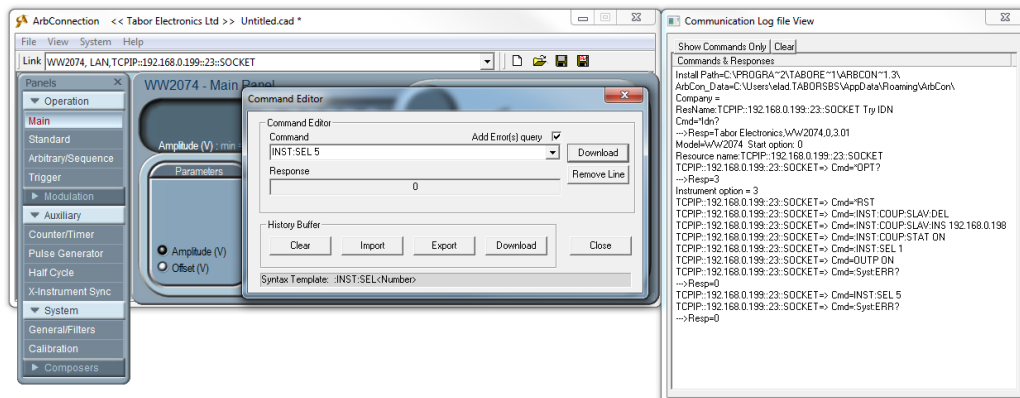 ArbConnection << Tabor Electronics Ltd >> Untitled.cad *
File View System Help
Link WW2074, LAN,TCPIP::192.168.0.199::23::SOCKET
Panels
Operation
Main
Standard
Arbitrary/Sequence
Trigger
Modulation
Auxiliary
Counter/Timer
Pulse Generator
Half Cycle
X-Instrument Sync
System
General/Filters
Calibration
Composers
WW2074 - Main Panel
Amplitude (V) : min =
Parameters
Amplitude (V)
Offset (V)
Command Editor
Command Editor
Command
Add Error(s) query
INST:SEL 5
Download
Response
Remove Line
0
History Buffer
Clear Import Export Download
Close
Syntax Template: :INST:SEL<Number>
Communication Log file View
Show Commands Only Clear
Commands & Responses
Install Path=C:\PROGRA~2\TABORE~1\ARBCON~1.3\
ArbCon_Data=C:\Users\elad.TABORSBS\AppData\Roaming\ArbCon\
Company =
ResName:TCPIP::192.168.0.199::23::SOCKET Try IDN
Cmd=*Idn?
--->Resp=Tabor Electronics,WW2074,0,3.01
Model=WW2074 Start option: 0
Resource name:TCPIP::192.168.0.199::23::SOCKET
TCPIP::192.168.0.199::23::SOCKET=> Cmd=*OPT?
--->Resp=3
Instrument option = 3
TCPIP::192.168.0.199::23::SOCKET=> Cmd=*RST
TCPIP::192.168.0.199::23::SOCKET=> Cmd=:INST:COUP:SLAV:DEL
TCPIP::192.168.0.199::23::SOCKET=> Cmd=:INST:COUP:SLAV:INS 192.168.0.198
TCPIP::192.168.0.199::23::SOCKET=> Cmd=:INST:COUP:STAT ON
TCPIP::192.168.0.199::23::SOCKET=> Cmd=:INST:SEL 1
TCPIP::192.168.0.199::23::SOCKET=> Cmd=OUTP ON
TCPIP::192.168.0.199::23::SOCKET=> Cmd=:Syst:ERR?
--->Resp=0
TCPIP::192.168.0.199::23::SOCKET=> Cmd=INST:SEL 5
TCPIP::192.168.0.199::23::SOCKET=> Cmd=:Syst:ERR?
--->Resp=0